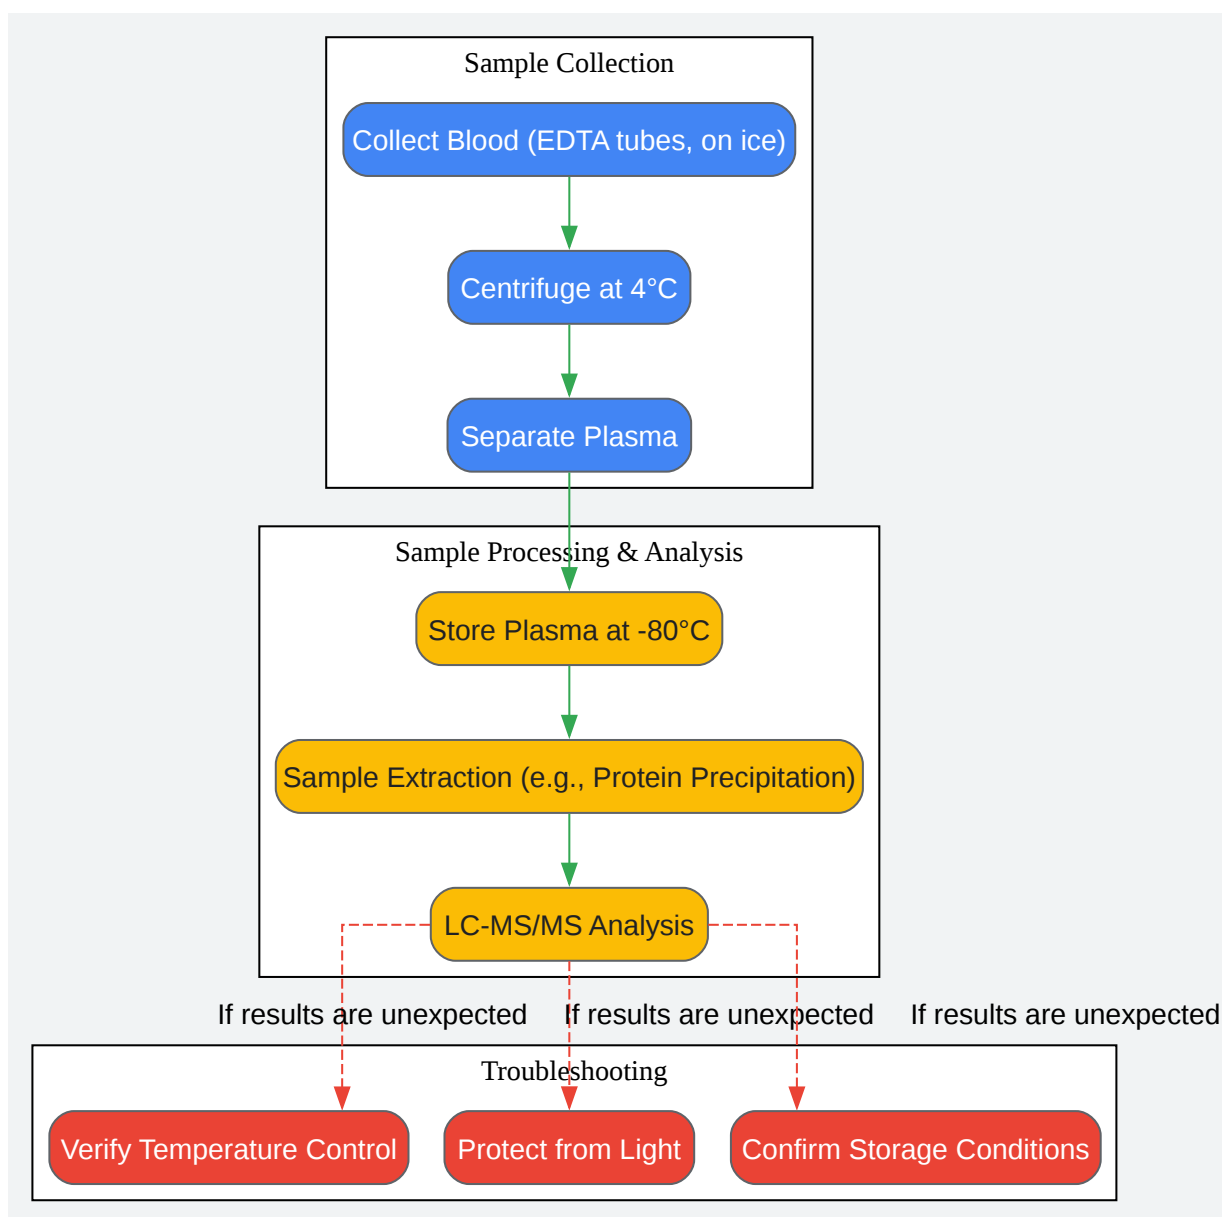 Sample Collection
Collect Blood (EDTA tubes, on ice)
Centrifuge at 4°C
Separate Plasma
Sample Processing & Analysis
Store Plasma at -80°C
Sample Extraction (e.g., Protein Precipitation)
LC-MS/MS Analysis
If results are unexpected
If results are unexpected
If results are unexpected
Troubleshooting
Verify Temperature Control
Protect from Light
Confirm Storage Conditions